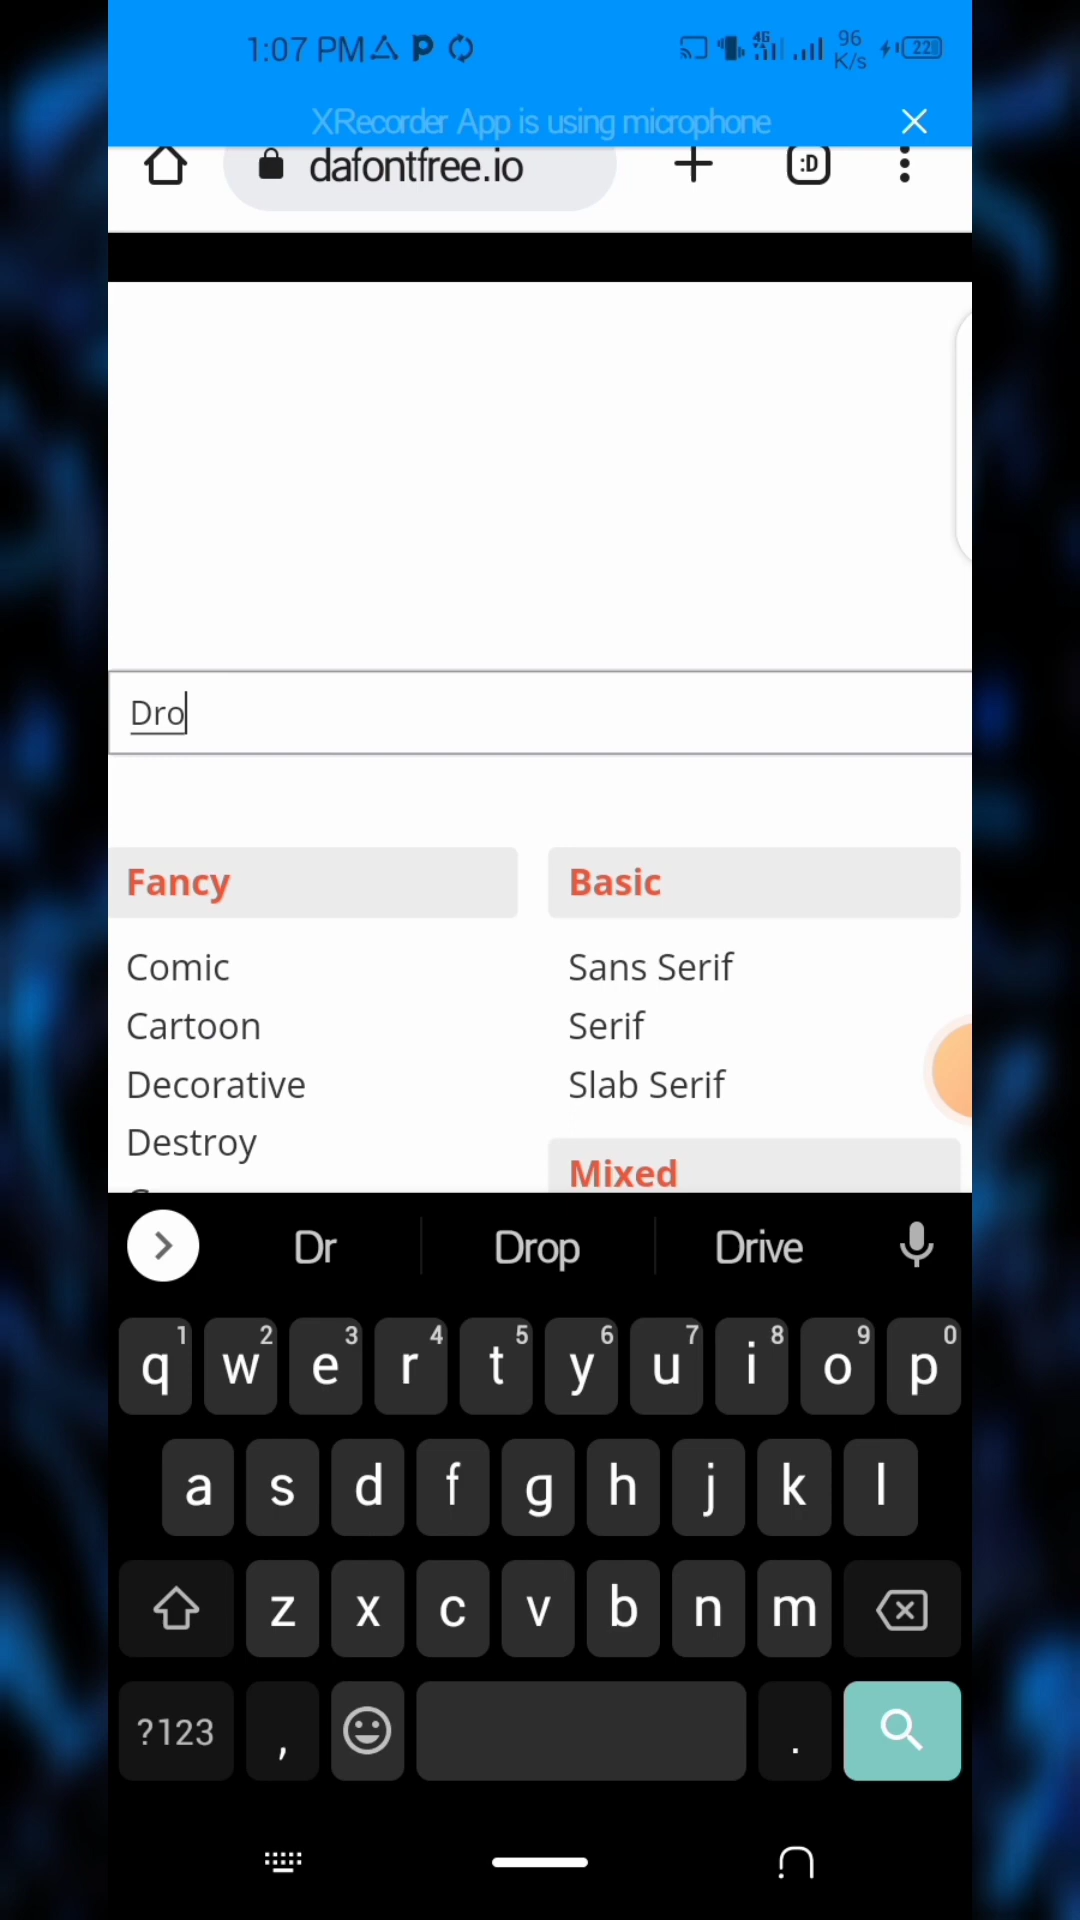 1:07 PM 4G 96 K/s 22
XRecorder App is using microphone
dafontfree.io :D
Dro
Fancy Basic
Comic Sans Serif
Cartoon Serif
Decorative Slab Serif
Destroy
Mixed
Dr Drop Drive
q1 w2 e3 r4 t5 y6 u7 i8 o9 p0
a s d f g h j k l
z x c v b n m
?123 , .